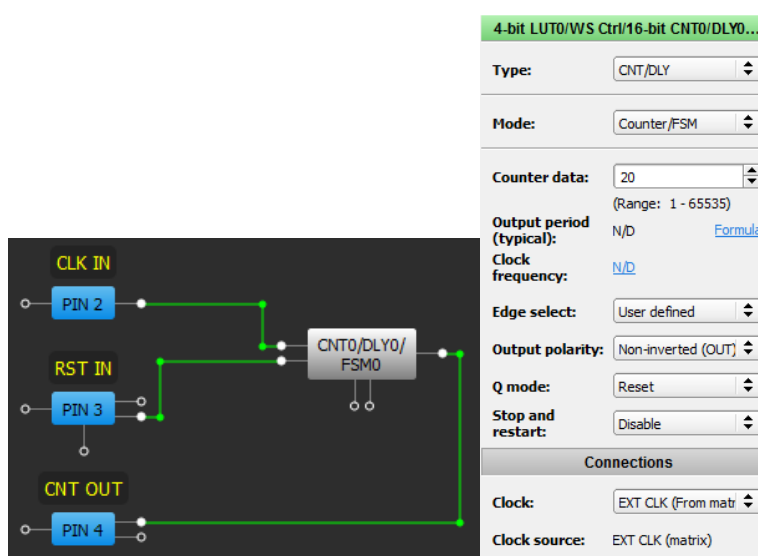 CLK IN
PIN 2
RST IN
PIN 3
CNT OUT
PIN 4
CNT0/DLY0/
FSM0
4-bit LUT0/WS Ctrl/16-bit CNT0/DLY0...
Type: CNT/DLY
Mode: Counter/FSM
Counter data: 20
(Range: 1 - 65535)
Output period
(typical): N/D Formula
Clock
frequency: N/D
Edge select: User defined
Output polarity: Non-inverted (OUT)
Q mode: Reset
Stop and
restart: Disable
Connections
Clock: EXT CLK (From matr
Clock source: EXT CLK (matrix)